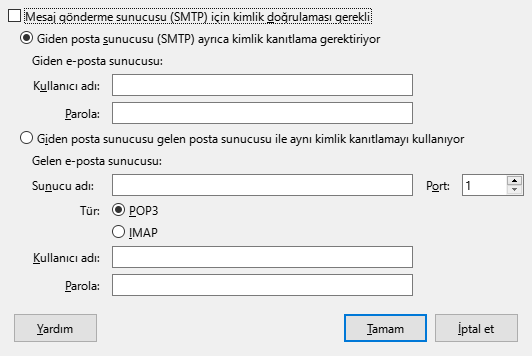 Mesaj gönderme sunucusu (SMTP) için kimlik doğrulaması gerekli
Giden posta sunucusu (SMTP) ayrıca kimlik kanıtlama gerektiriyor
Giden e-posta sunucusu:
Kullanıcı adı:
Parola:
Giden posta sunucusu gelen posta sunucusu ile aynı kimlik kanıtlamayı kullanıyor
Gelen e-posta sunucusu:
Sunucu adı: Port: 1
Tür: POP3
IMAP
Kullanıcı adı:
Parola:
Yardım Tamam İptal et